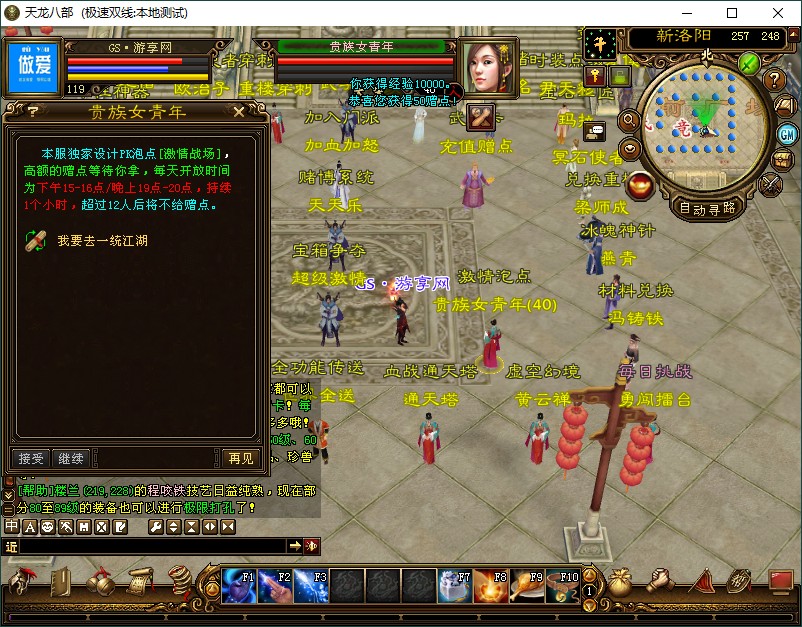 天龙八部 (极速双线:本地测试)
做爱
GS·游享网
119
贵族女青年
你获得经验10000。
恭喜您获得50赠点!
新洛阳 257 248
北
GM
自动寻路
贵族女青年
本服独家设计PK泡点[激情战场],
高额的赠点等待你拿,每天开放时间
为下午15-16点/晚上19点-20点,持续
1个小时,超过12人后将不给赠点。
我要去一统江湖
接受 继续 再见
欧冶子 重楼穿刺
加入门派
加血加怒
充值赠点
玛拉
冥石使者
赌博系统
天天乐
梁师成
冰魄神针
燕青
宝箱争夺
超级激情
GS·游享网
激情泡点
贵族女青年(40)
材料兑换
冯铸铁
全功能传送
血战通天塔
通天塔
虚空幻境
黄云禅
每日挑战
勇闯擂台
[帮助]楼兰(219,228)的程咬铁技艺日益纯熟,现在部
分80至89级的装备也可以进行极限打孔了!
中 A
近
F1 F2 F3 F7 F8 F9 F10 1